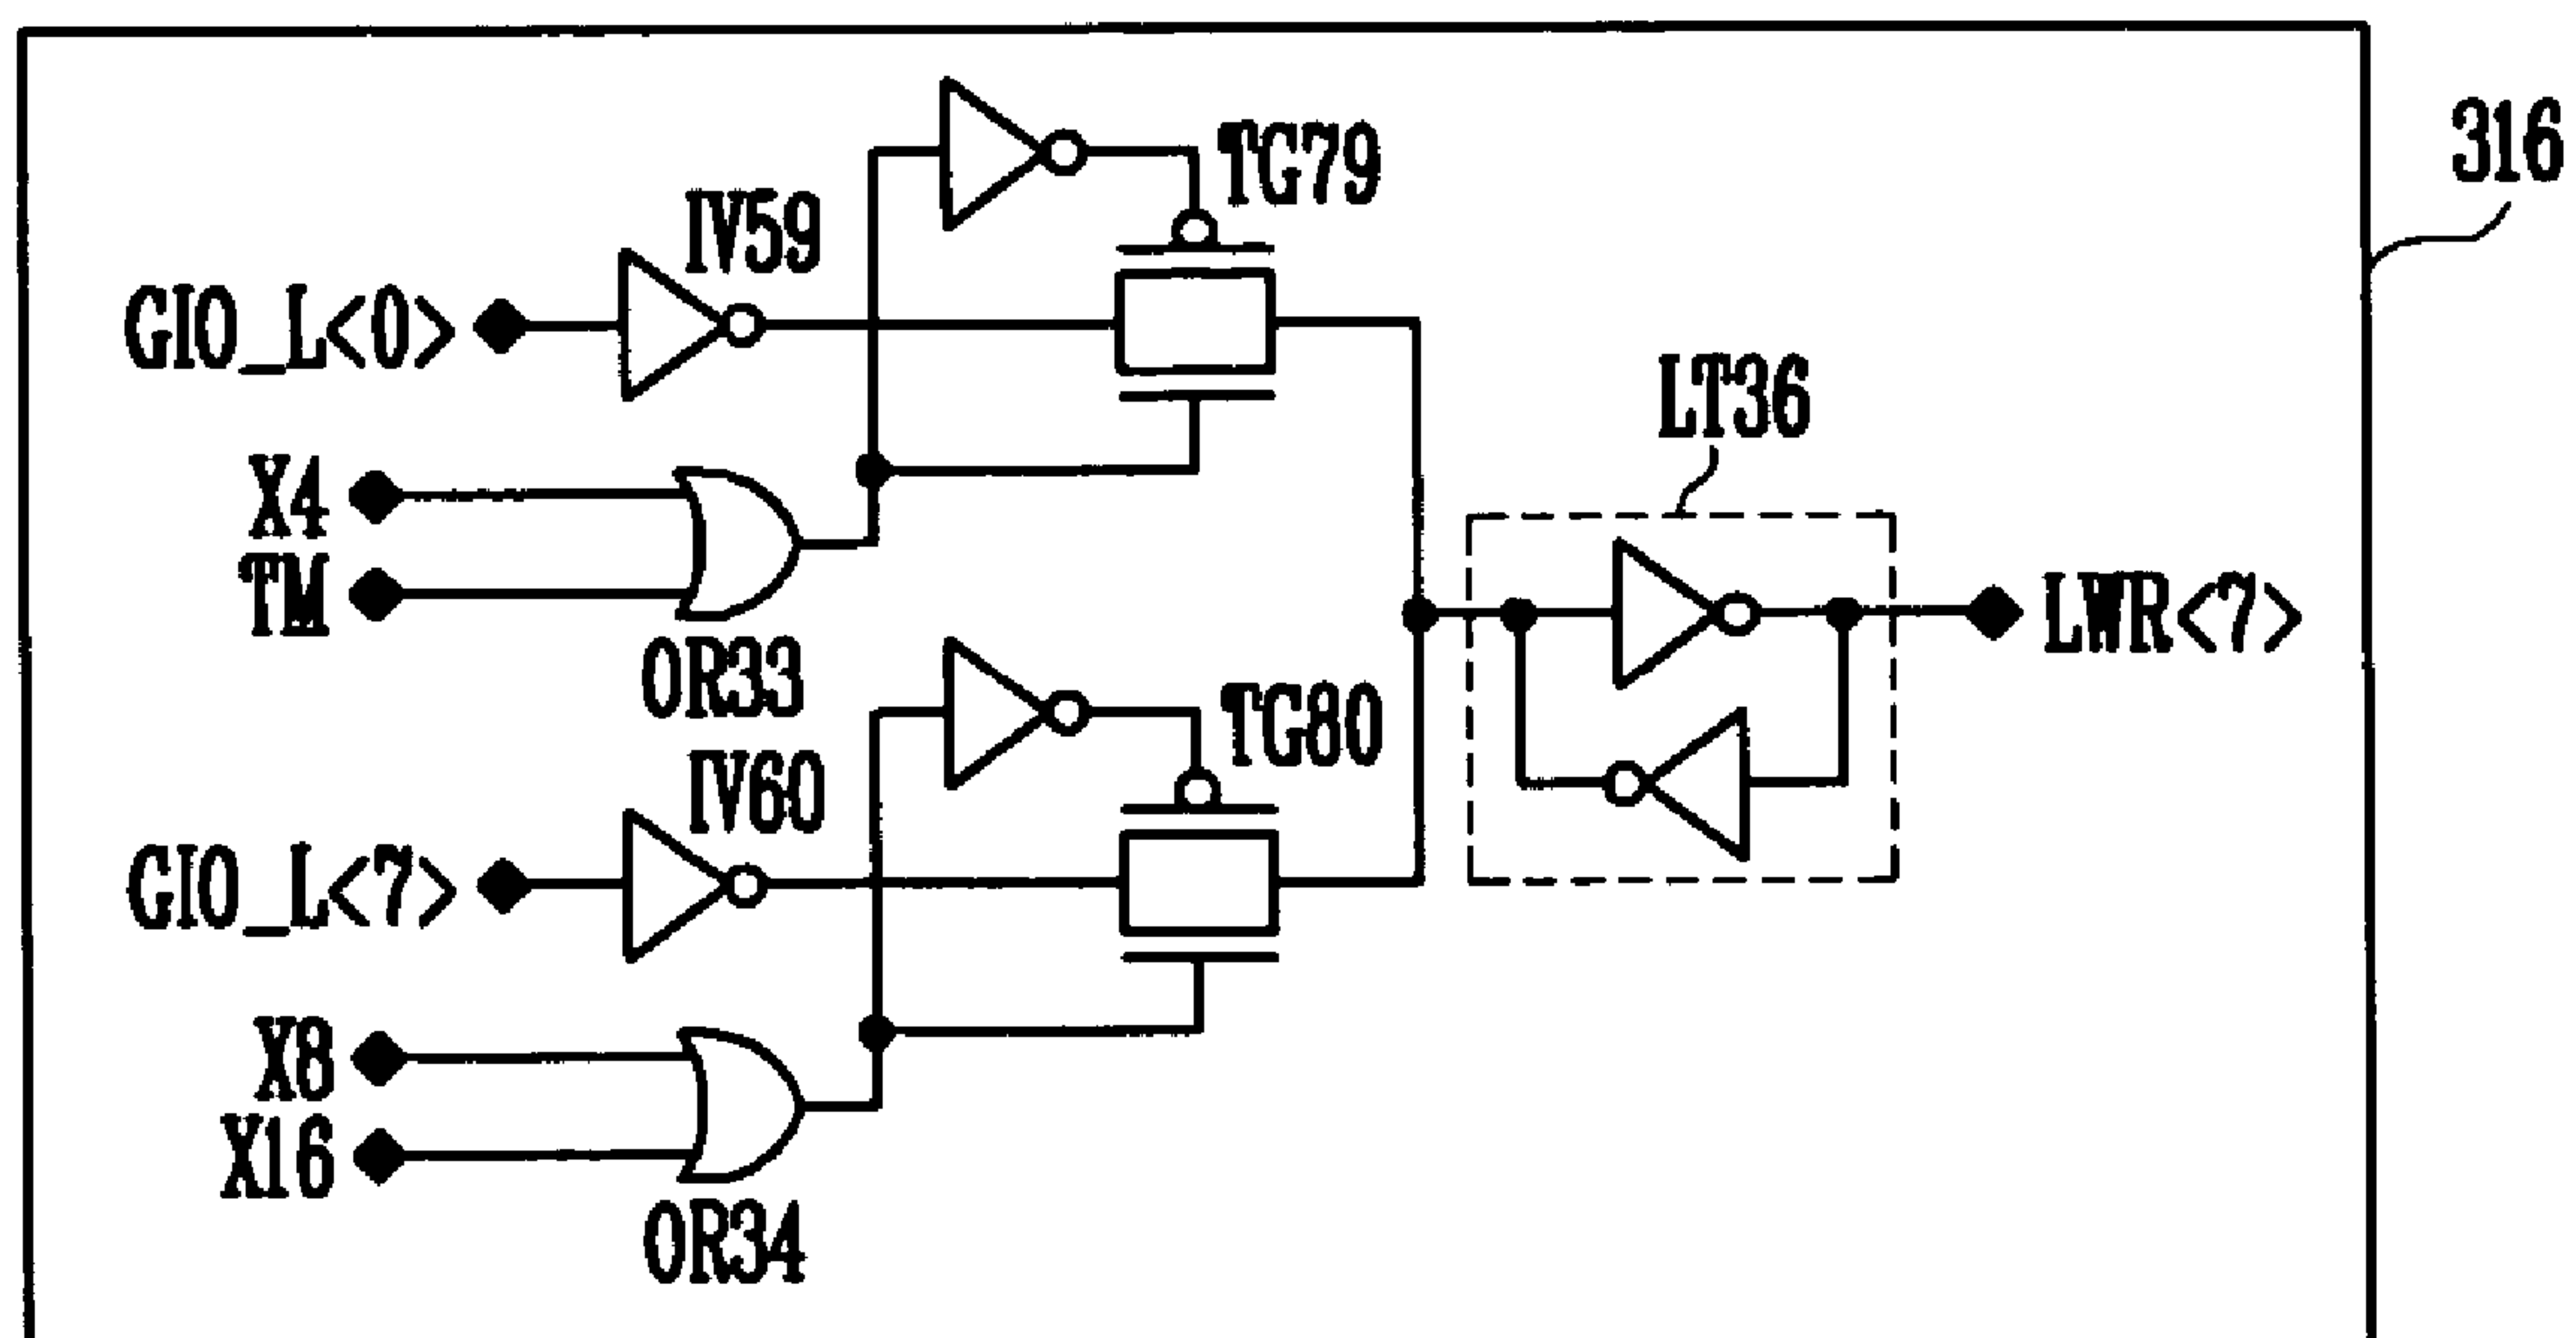 316
TG79
IV59
GIO_L<0>
LT36
X4
TM
OR33
LWR<7>
TG80
IV60
GIO_L<7>
X8
X16
OR34